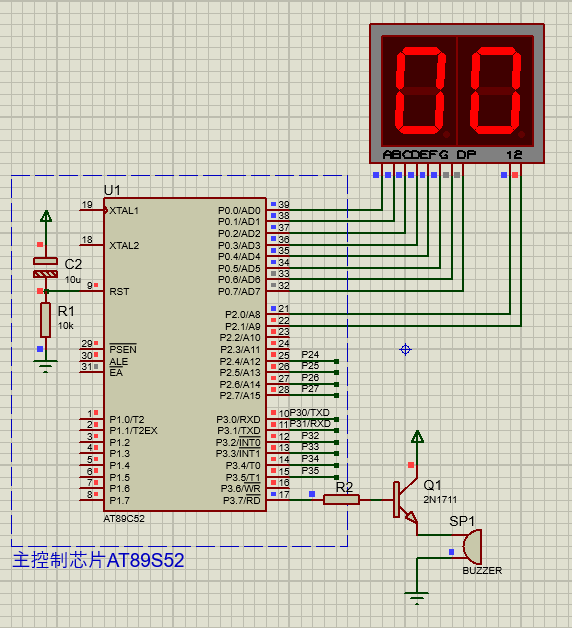 ABCDEFG DP 12
U1
19 XTAL1
18 XTAL2
9 RST
29 PSEN
30 ALE
31 EA
1 P1.0/T2
2 P1.1/T2EX
3 P1.2
4 P1.3
5 P1.4
6 P1.5
7 P1.6
8 P1.7
P0.0/AD0 39
P0.1/AD1 38
P0.2/AD2 37
P0.3/AD3 36
P0.4/AD4 35
P0.5/AD5 34
P0.6/AD6 33
P0.7/AD7 32
P2.0/A8 21
P2.1/A9 22
P2.2/A10 23
P2.3/A11 24
P2.4/A12 25 P24
P2.5/A13 26 P25
P2.6/A14 27 P26
P2.7/A15 28 P27
P3.0/RXD 10 P30/TXD
P3.1/TXD 11 P31/RXD
P3.2/INT0 12 P32
P3.3/INT1 13 P33
P3.4/T0 14 P34
P3.5/T1 15 P35
P3.6/WR 16
P3.7/RD 17
AT89C52
C2
10u
R1
10k
R2
Q1
2N1711
SP1
BUZZER
主控制芯片AT89S52